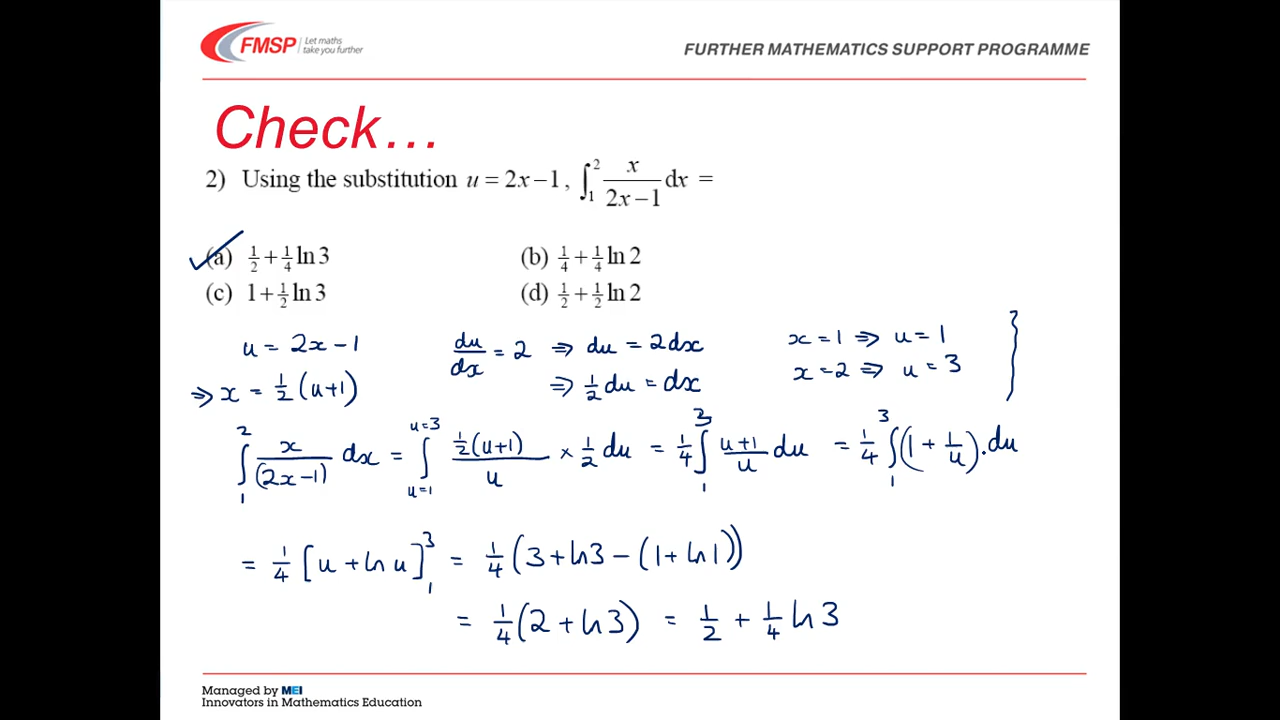 FMSP Let maths take you further
FURTHER MATHEMATICS SUPPORT PROGRAMME
Check…
2) Using the substitution u = 2x − 1, ∫₁² x/(2x − 1) dx =
(a) ½ + ¼ ln 3 (b) ¼ + ¼ ln 2
(c) 1 + ½ ln 3 (d) ½ + ½ ln 2
u = 2x − 1 du/dx = 2 ⇒ du = 2dx x = 1 ⇒ u = 1
⇒ x = ½(u+1) ⇒ ½ du = dx x = 2 ⇒ u = 3 }
∫₁² x/(2x−1) dx = ∫_{u=1}^{u=3} ½(u+1)/u × ½ du = ¼ ∫₁³ (u+1)/u du = ¼ ∫₁³ (1 + 1/u).du
= ¼ [u + ln u]₁³ = ¼ (3 + ln3 − (1 + ln1))
= ¼ (2 + ln3) = ½ + ¼ ln 3
Managed by MEI
Innovators in Mathematics Education